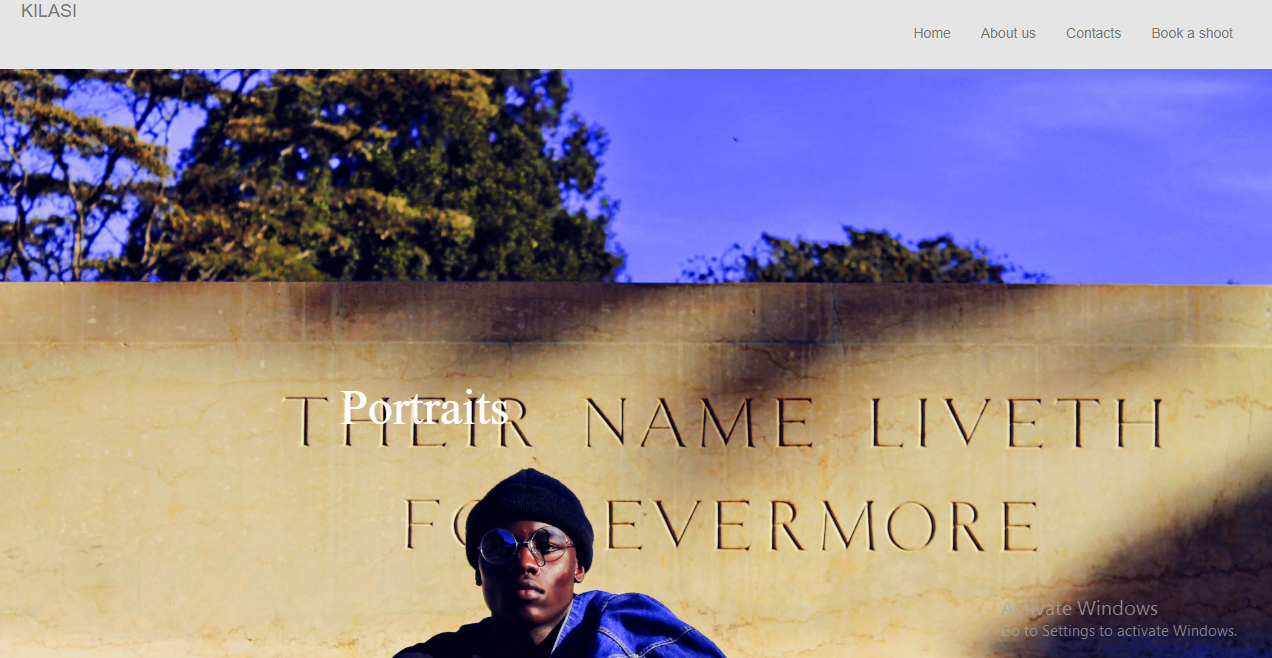 KILASI
Home About us Contacts Book a shoot
Portraits
THEIR NAME LIVETH
FOR EVERMORE
Activate Windows
Go to Settings to activate Windows.